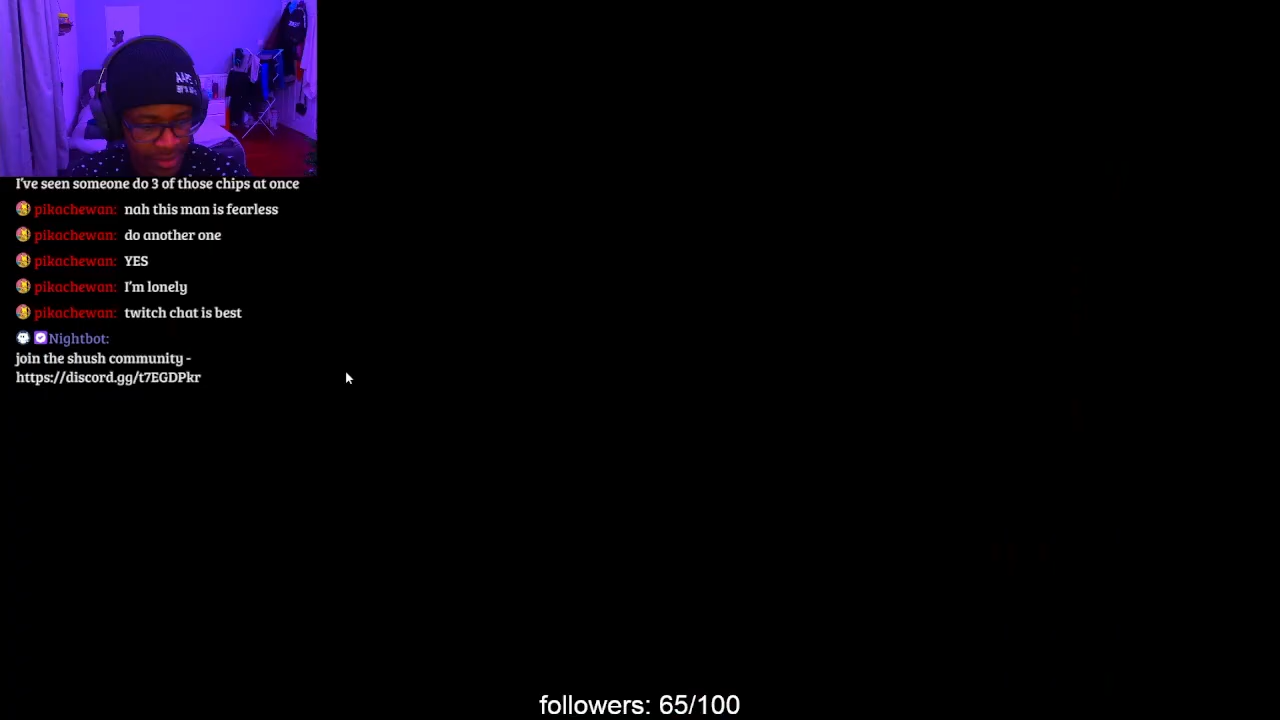 I've seen someone do 3 of those chips at once
pikachewan: nah this man is fearless
pikachewan: do another one
pikachewan: YES
pikachewan: I'm lonely
pikachewan: twitch chat is best
Nightbot:
join the shush community -
https://discord.gg/t7EGDPkr
followers: 65/100